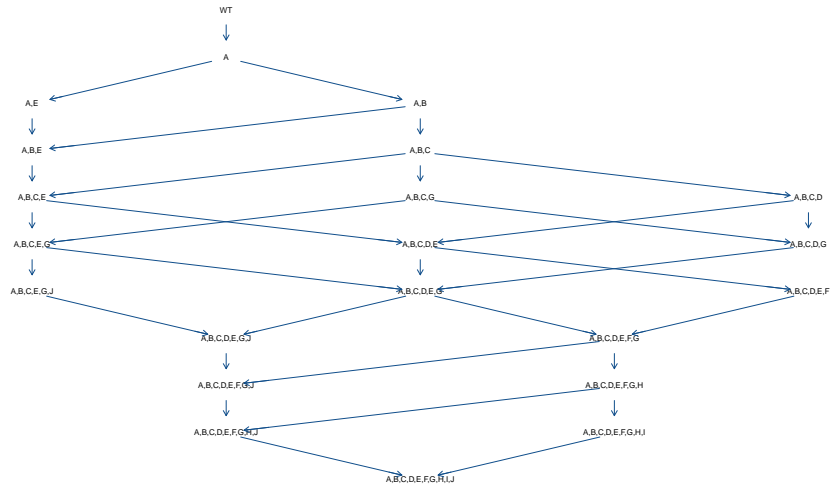 WT
A
A,E
A,B
A,B,E
A,B,C
A,B,C,E
A,B,C,G
A,B,C,D
A,B,C,E,G
A,B,C,D,E
A,B,C,D,G
A,B,C,E,G,J
A,B,C,D,E,G
A,B,C,D,E,F
A,B,C,D,E,G,J
A,B,C,D,E,F,G
A,B,C,D,E,F,G,J
A,B,C,D,E,F,G,H
A,B,C,D,E,F,G,H,J
A,B,C,D,E,F,G,H,I
A,B,C,D,E,F,G,H,I,J